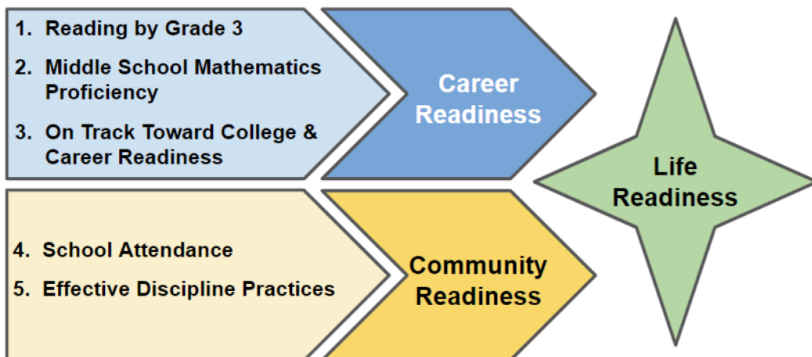 1. Reading by Grade 3
2. Middle School Mathematics
Proficiency
3. On Track Toward College &
Career Readiness
Career
Readiness
4. School Attendance
5. Effective Discipline Practices
Community
Readiness
Life
Readiness